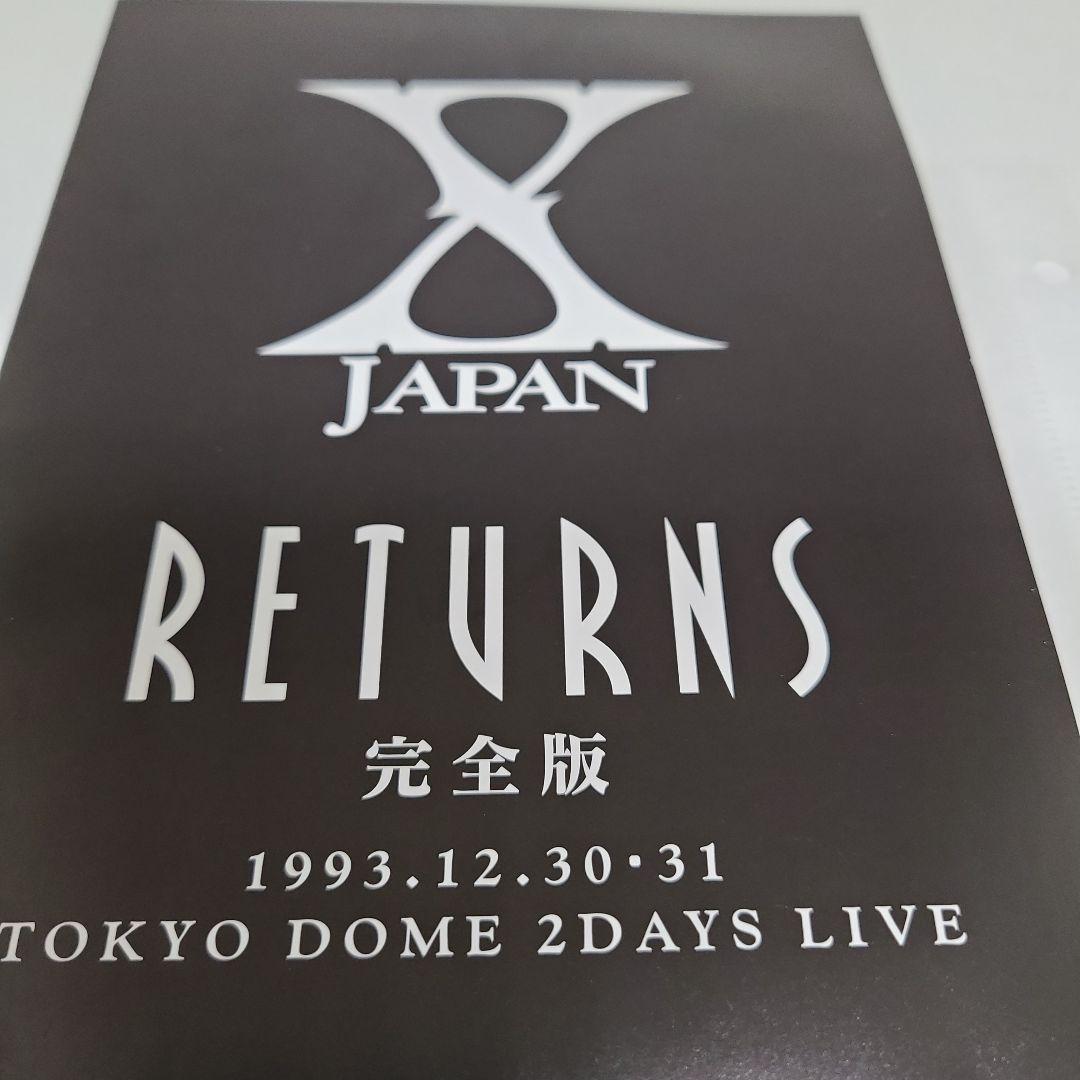 X
JAPAN
RETURNS
完全版
1993.12.30・31
TOKYO DOME 2DAYS LIVE